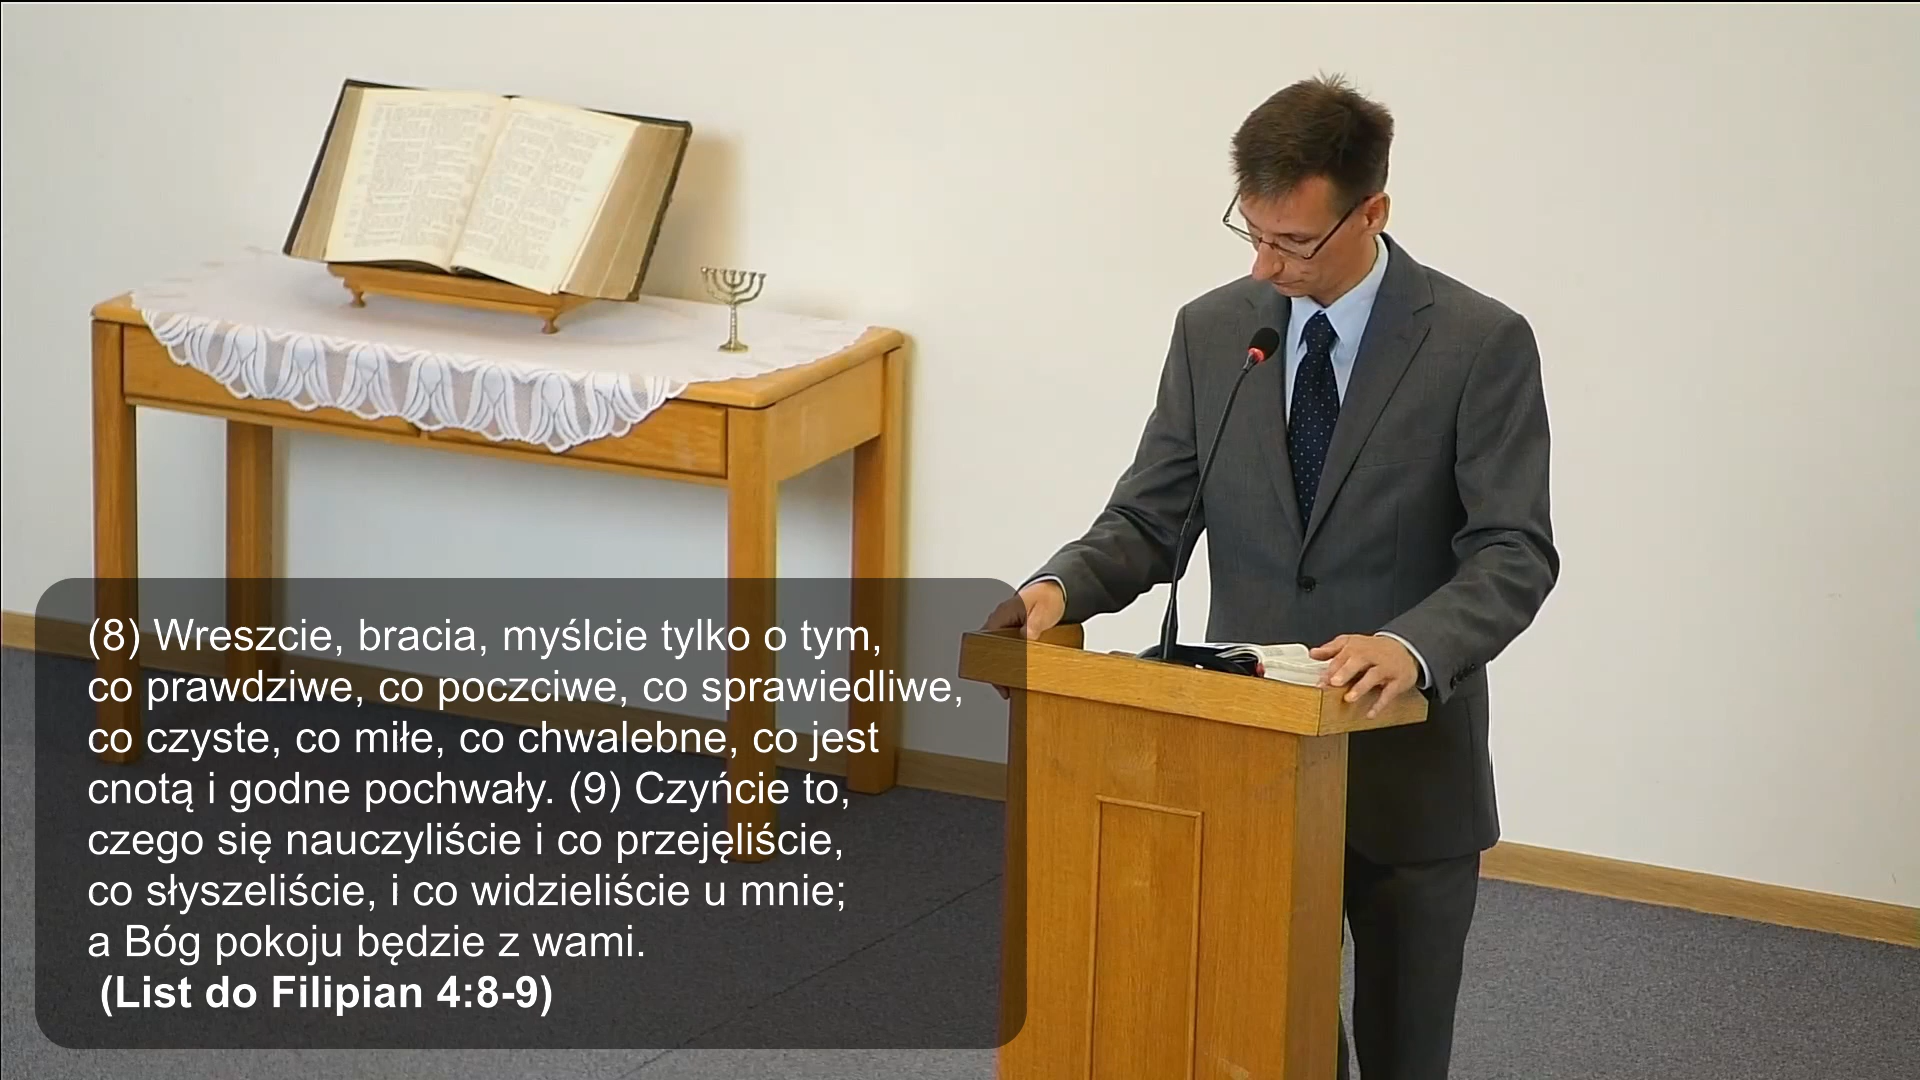 (8) Wreszcie, bracia, myślcie tylko o tym,
co prawdziwe, co poczciwe, co sprawiedliwe,
co czyste, co miłe, co chwalebne, co jest
cnotą i godne pochwały. (9) Czyńcie to,
czego się nauczyliście i co przejęliście,
co słyszeliście, i co widzieliście u mnie;
a Bóg pokoju będzie z wami.
(List do Filipian 4:8-9)